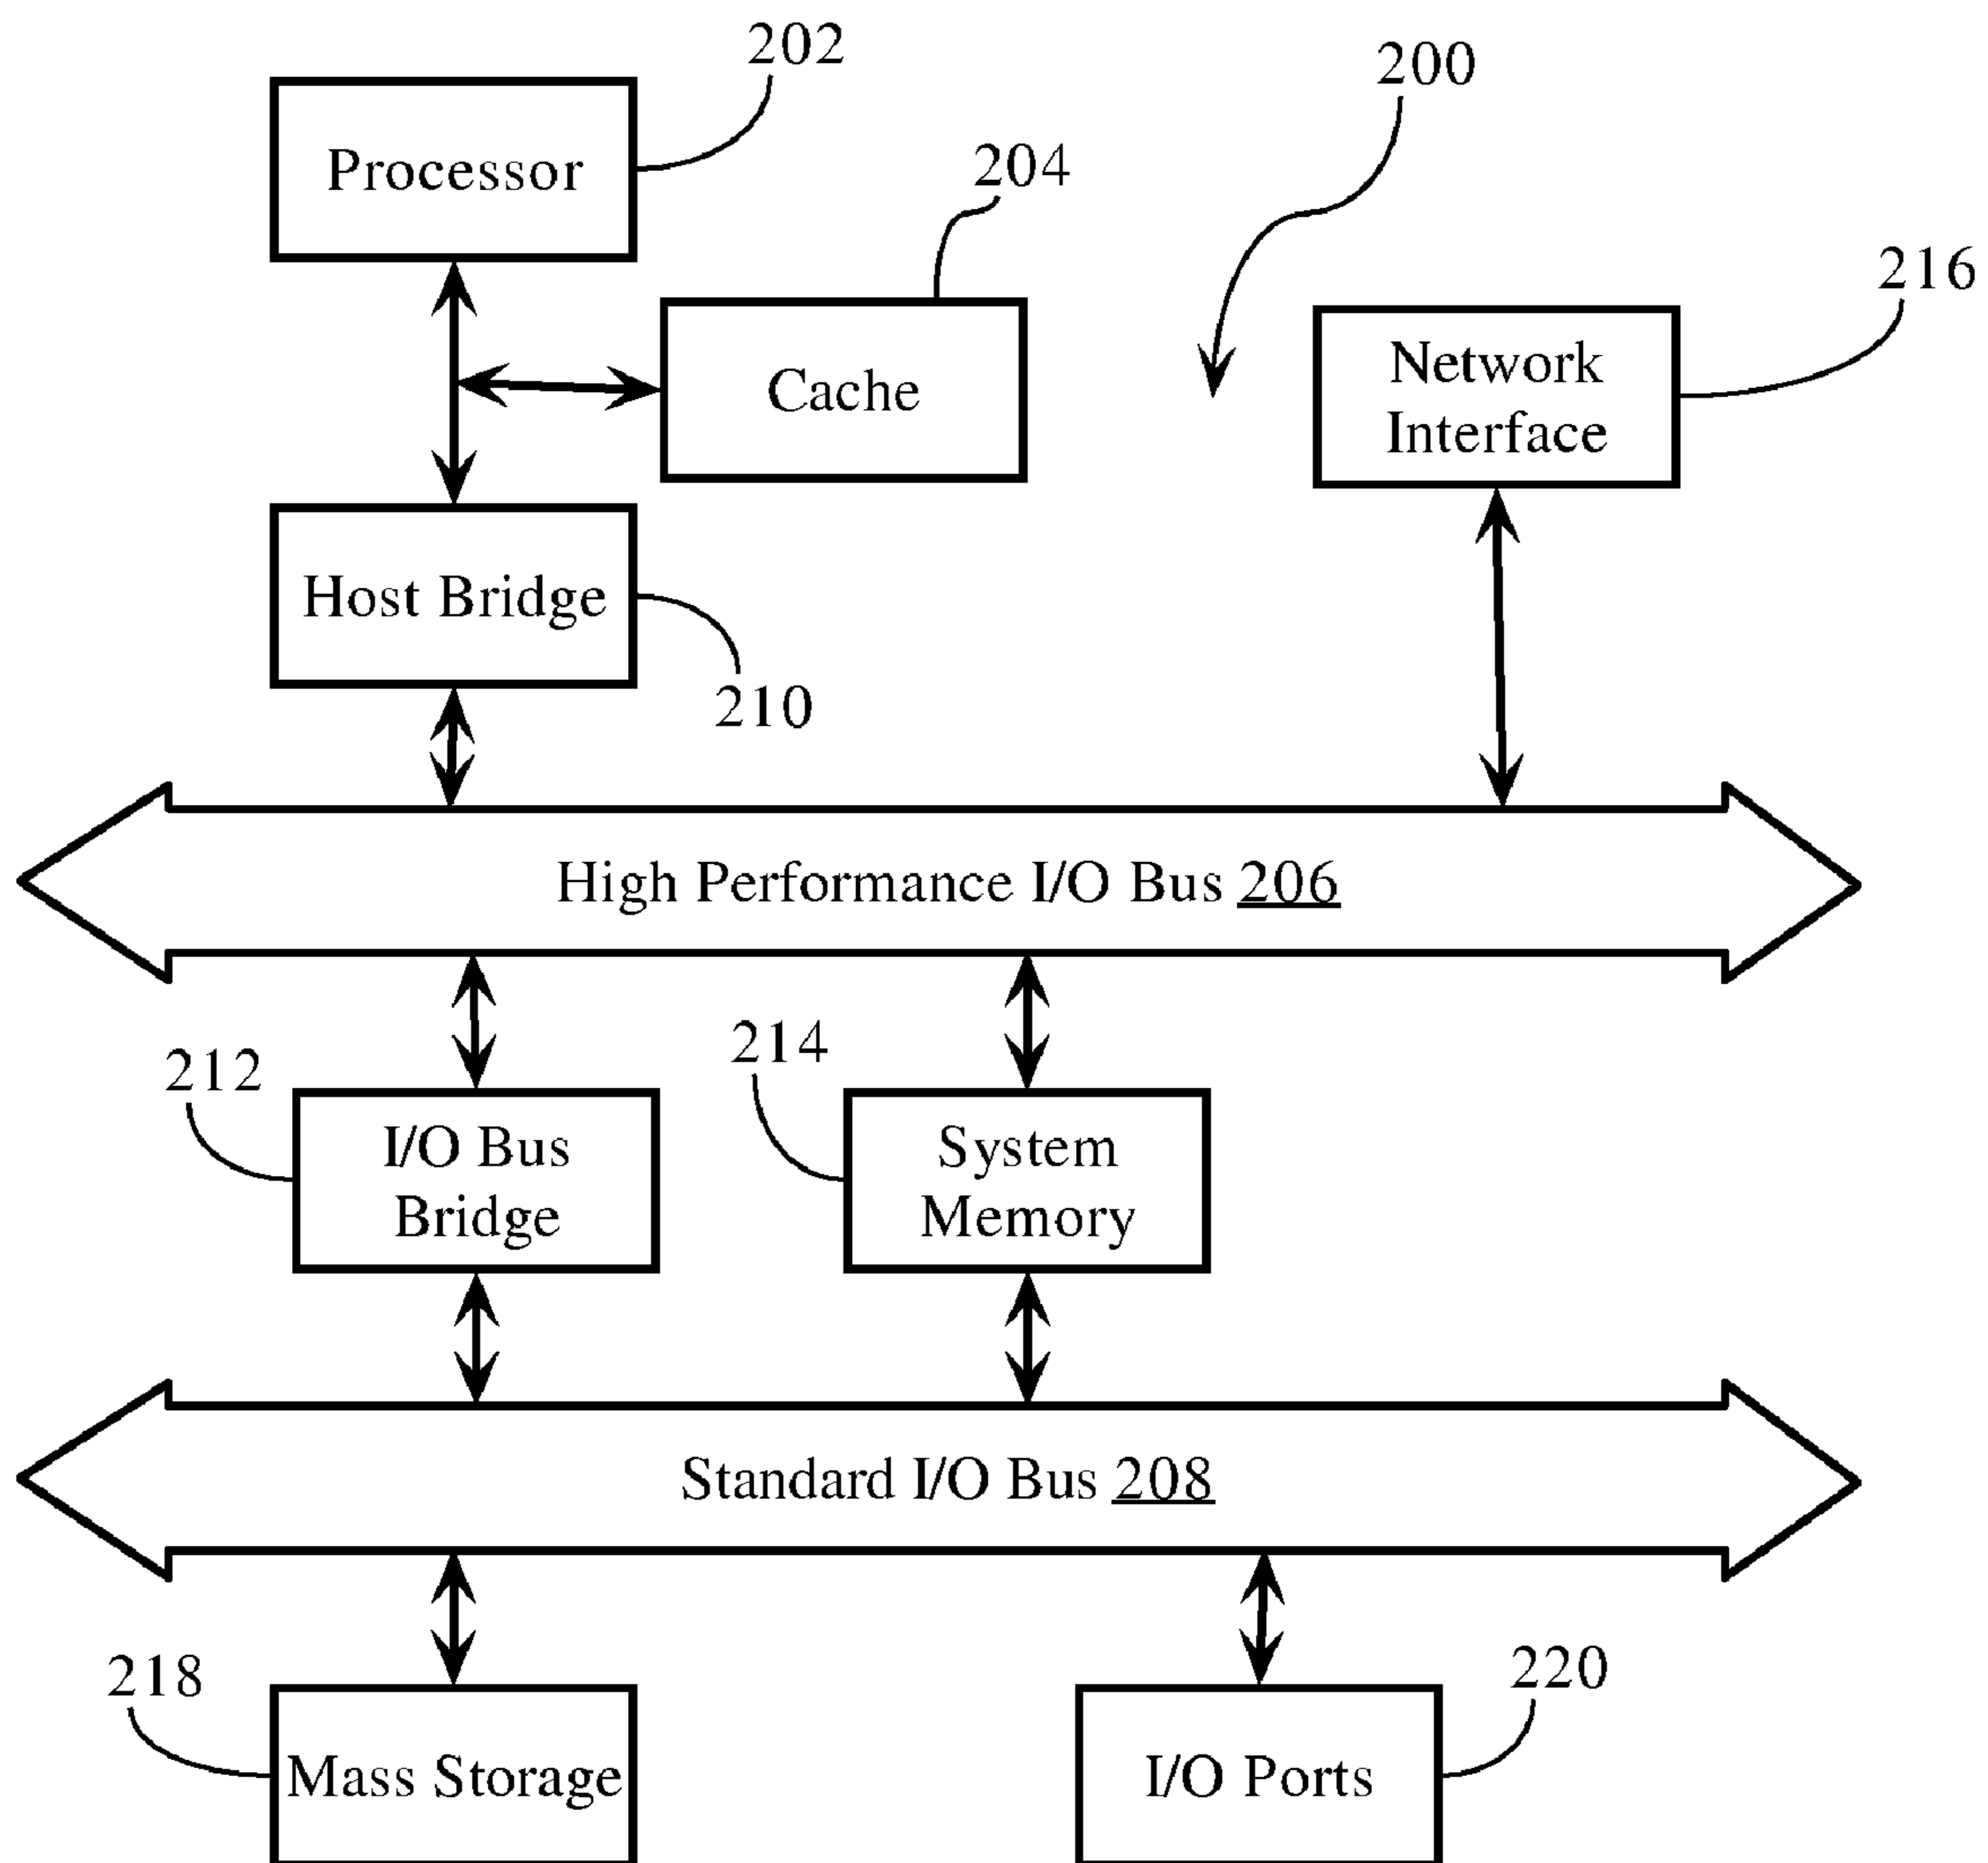 202
200
Processor
204
216
Network
Interface
Cache
Host Bridge
210
High Performance I/O Bus 206
212
214
I/O Bus
Bridge
System
Memory
Standard I/O Bus 208
218
220
Mass Storage
I/O Ports